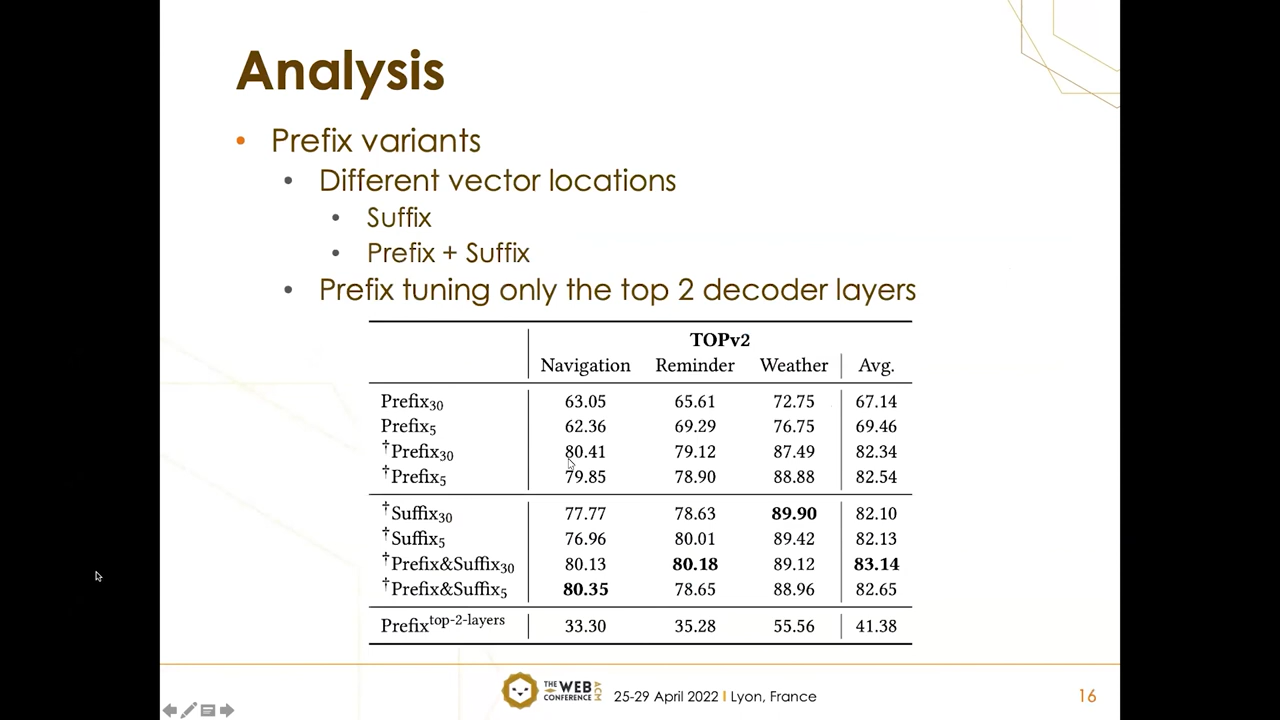 Analysis
• Prefix variants
• Different vector locations
• Suffix
• Prefix + Suffix
• Prefix tuning only the top 2 decoder layers
TOPv2
Navigation Reminder Weather Avg.
Prefix30 63.05 65.61 72.75 67.14
Prefix5 62.36 69.29 76.75 69.46
†Prefix30 80.41 79.12 87.49 82.34
†Prefix5 79.85 78.90 88.88 82.54
†Suffix30 77.77 78.63 89.90 82.10
†Suffix5 76.96 80.01 89.42 82.13
†Prefix&Suffix30 80.13 80.18 89.12 83.14
†Prefix&Suffix5 80.35 78.65 88.96 82.65
Prefixtop-2-layers 33.30 35.28 55.56 41.38
THE WEB CONFERENCE ACM 25-29 April 2022 I Lyon, France 16